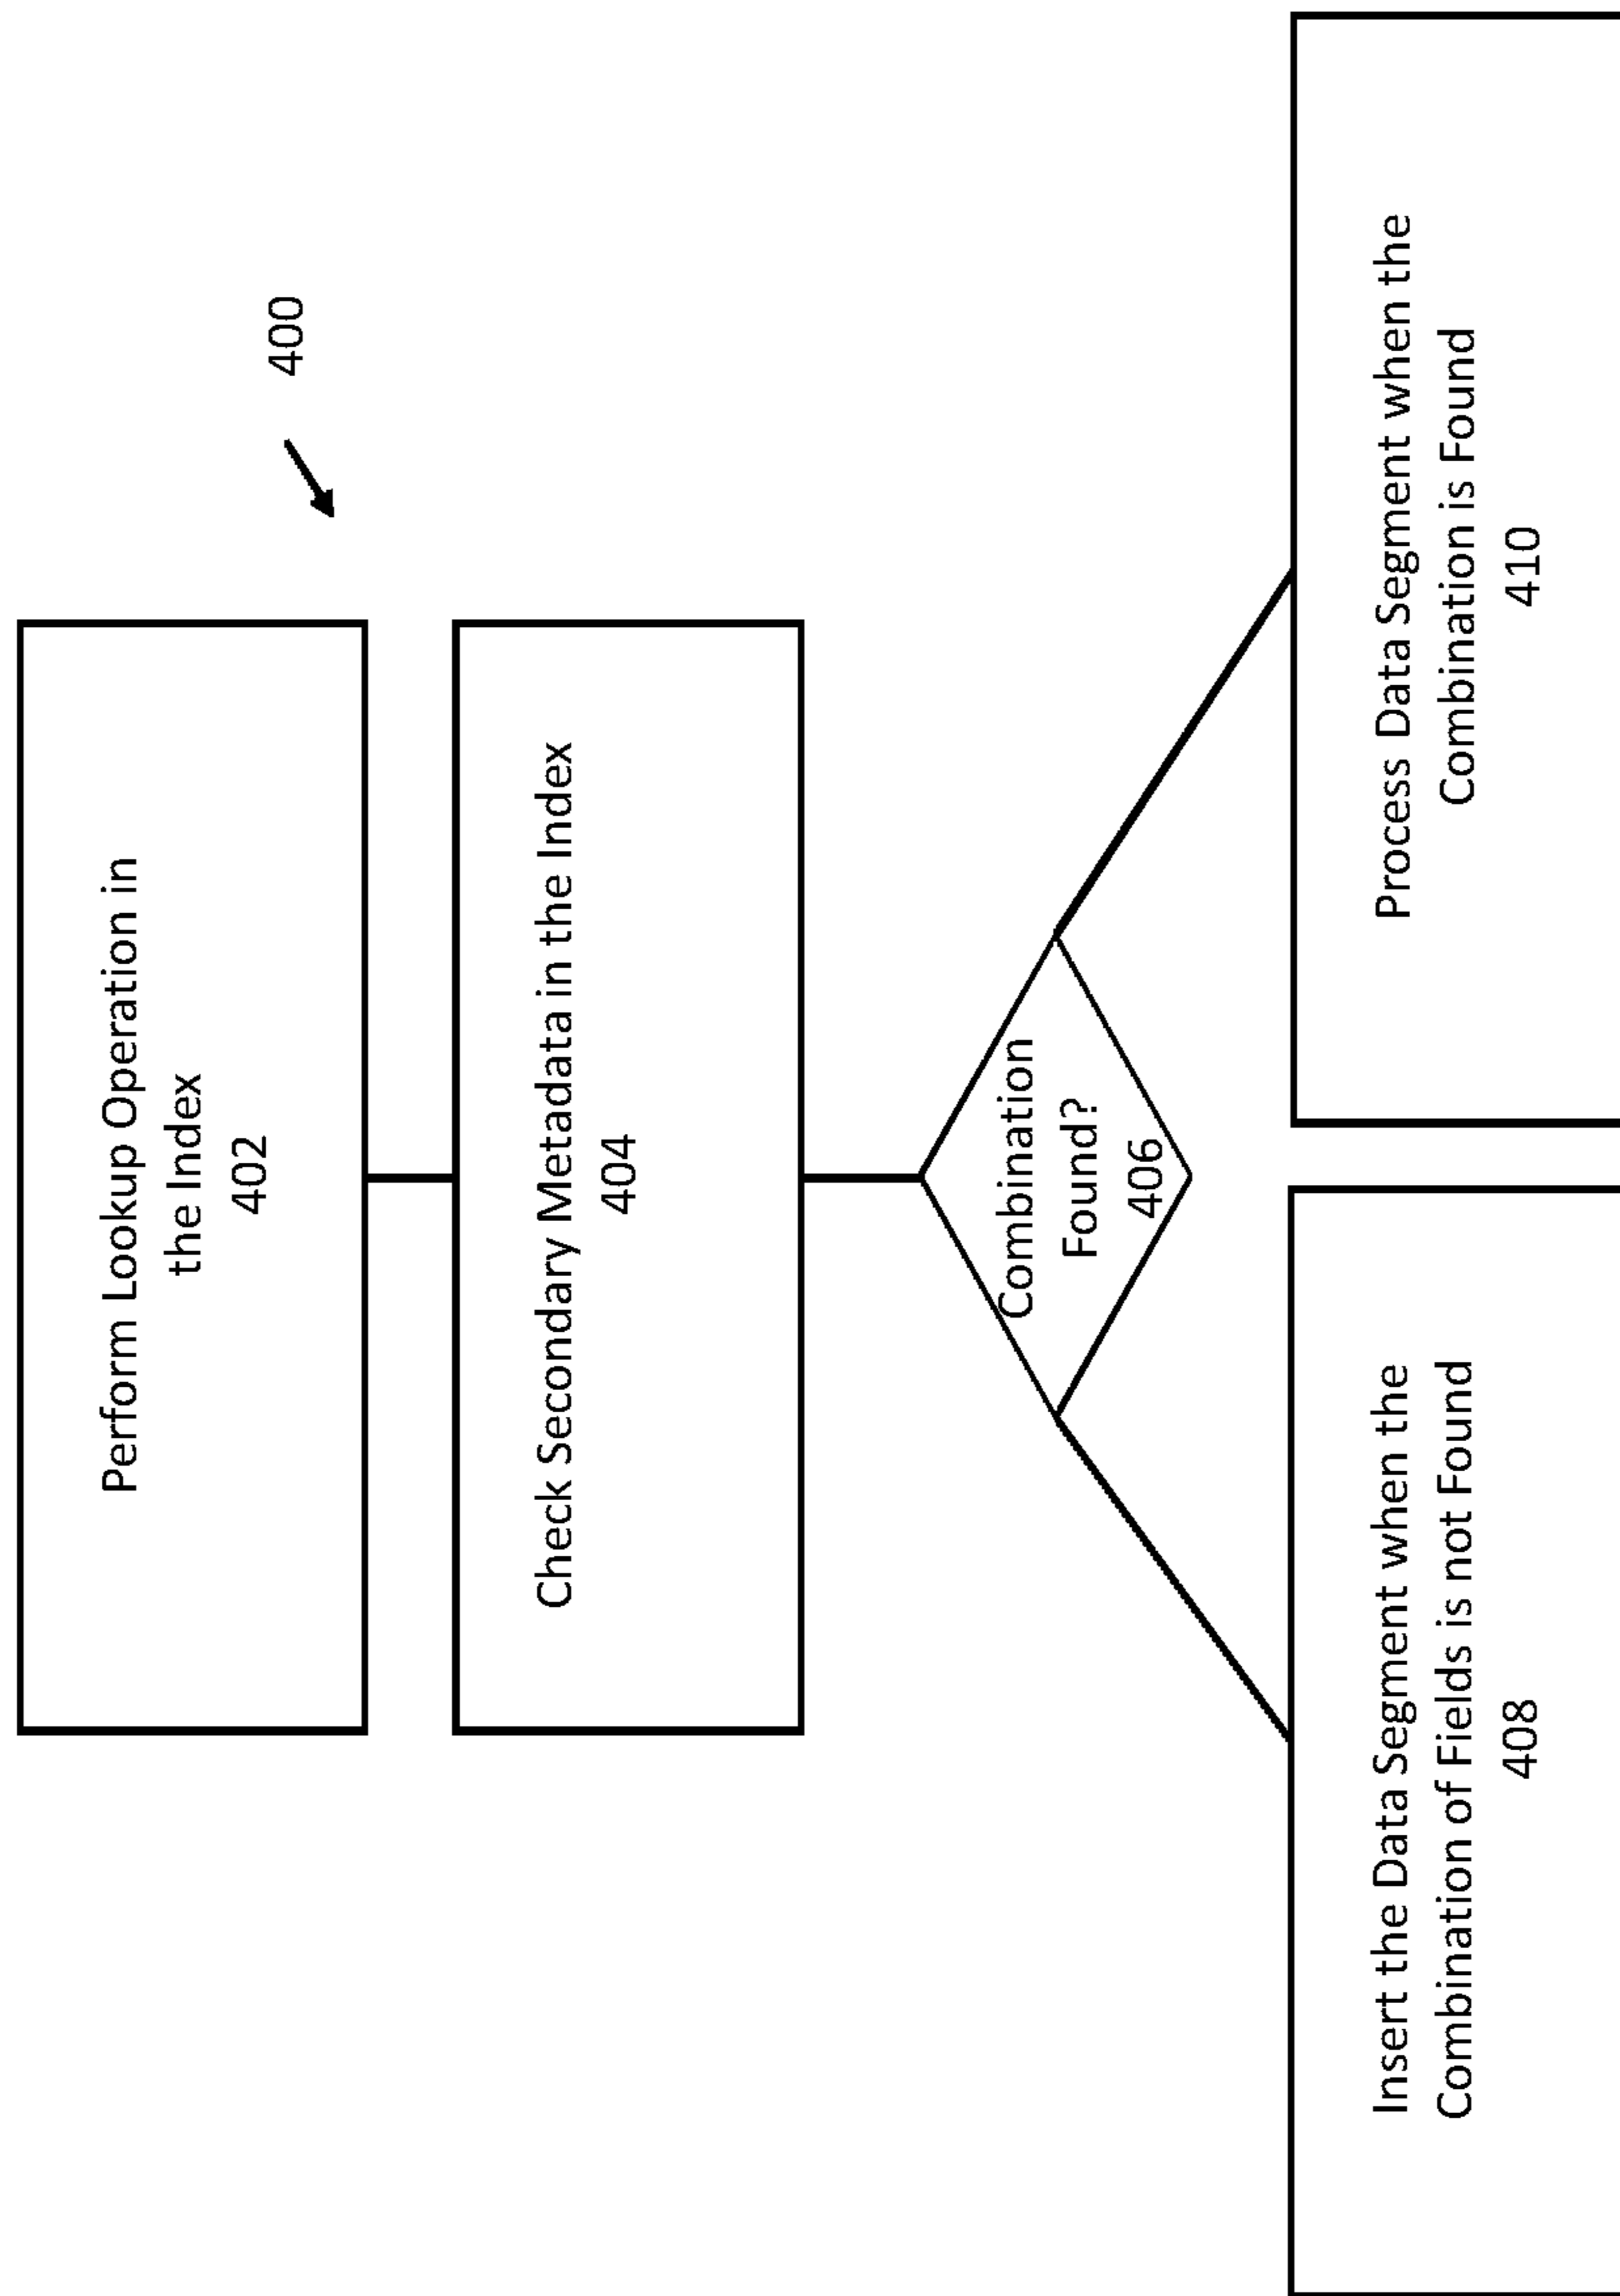 400
Perform Lookup Operation in
the Index
402
Check Secondary Metadata in the Index
404
Combination
Found?
406
Insert the Data Segment when the
Combination of Fields is not Found
408
Process Data Segment when the
Combination is Found
410